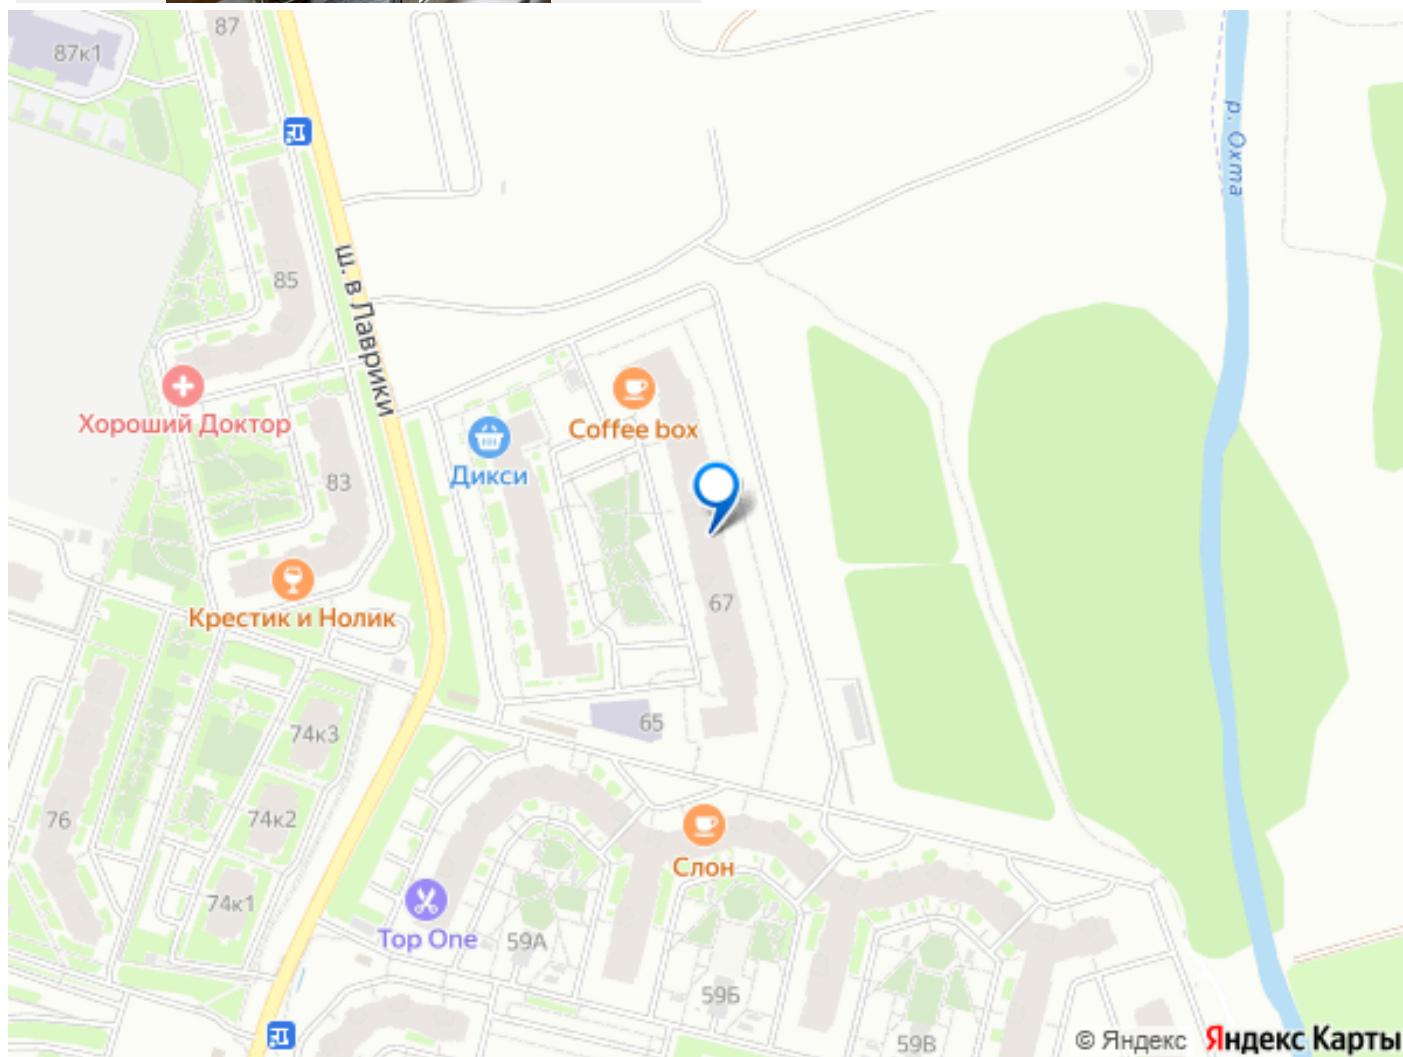 87
87к1
р. Охта
ш. в Лаврики
85
Хороший Доктор
Coffee box
Дикси
83
Крестик и Нолик
67
65
74к3
74к2
76
74к1
Слон
Top One
59А
59Б
59В
© Яндекс Яндекс Карты